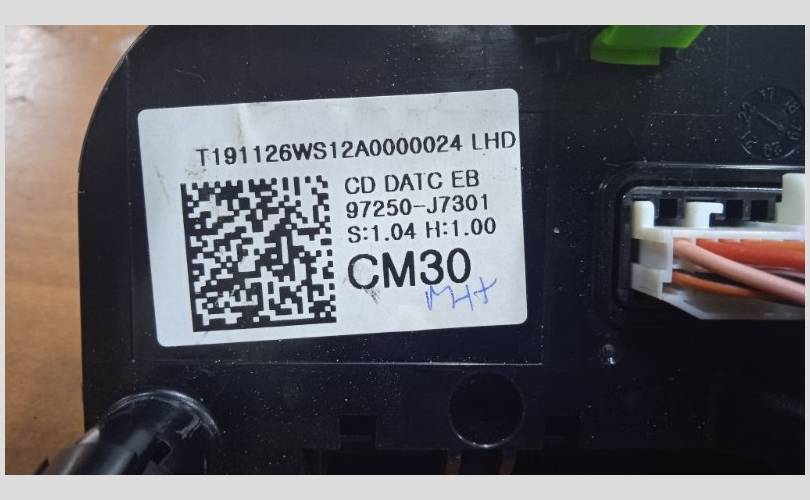 T191126WS12A0000024 LHD
CD DATC EB
97250-J7301
S:1.04 H:1.00
CM30